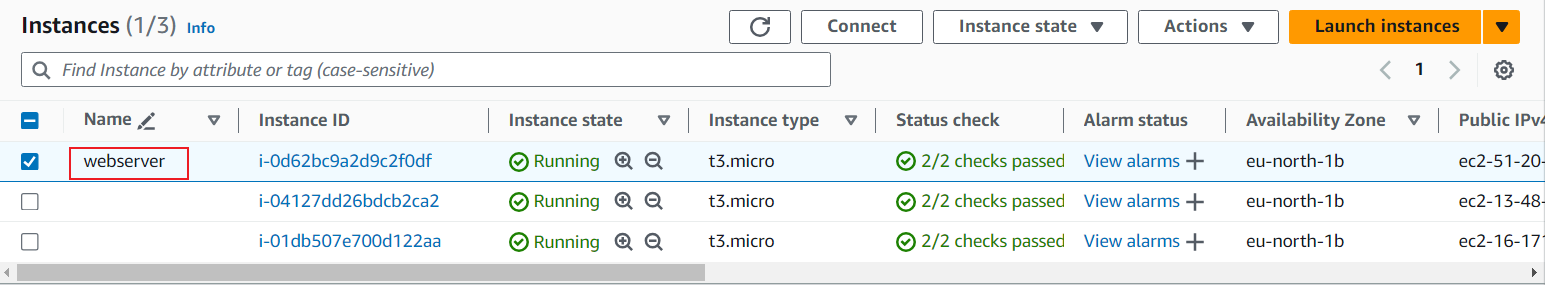 Instances (1/3) Info Connect Instance state Actions Launch instances
Find Instance by attribute or tag (case-sensitive) 1
Name Instance ID Instance state Instance type Status check Alarm status Availability Zone Public IPv4
webserver i-0d62bc9a2d9c2f0df Running t3.micro 2/2 checks passed View alarms eu-north-1b ec2-51-20-
i-04127dd26bdcb2ca2 Running t3.micro 2/2 checks passed View alarms eu-north-1b ec2-13-48-
i-01db507e700d122aa Running t3.micro 2/2 checks passed View alarms eu-north-1b ec2-16-171